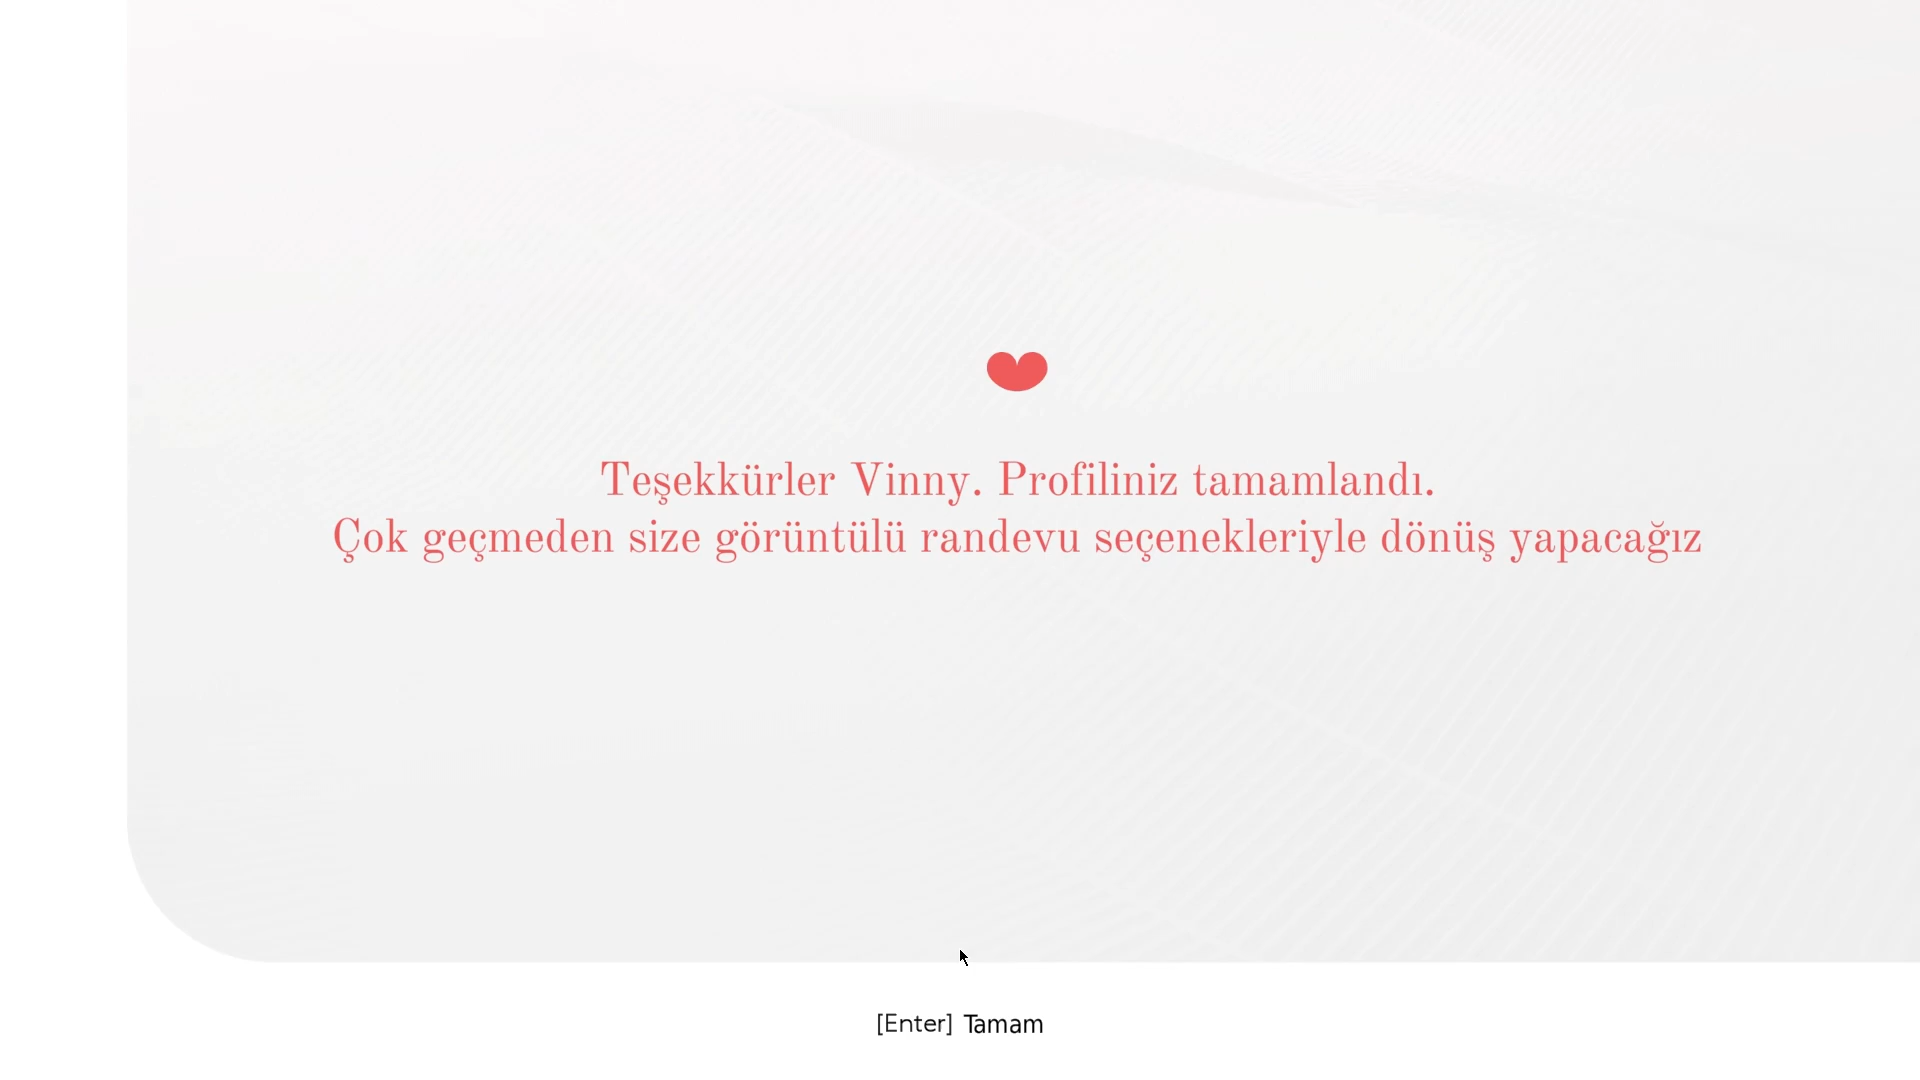 Teşekkürler Vinny. Profiliniz tamamlandı.
Çok geçmeden size görüntülü randevu seçenekleriyle dönüş yapacağız
[Enter] Tamam